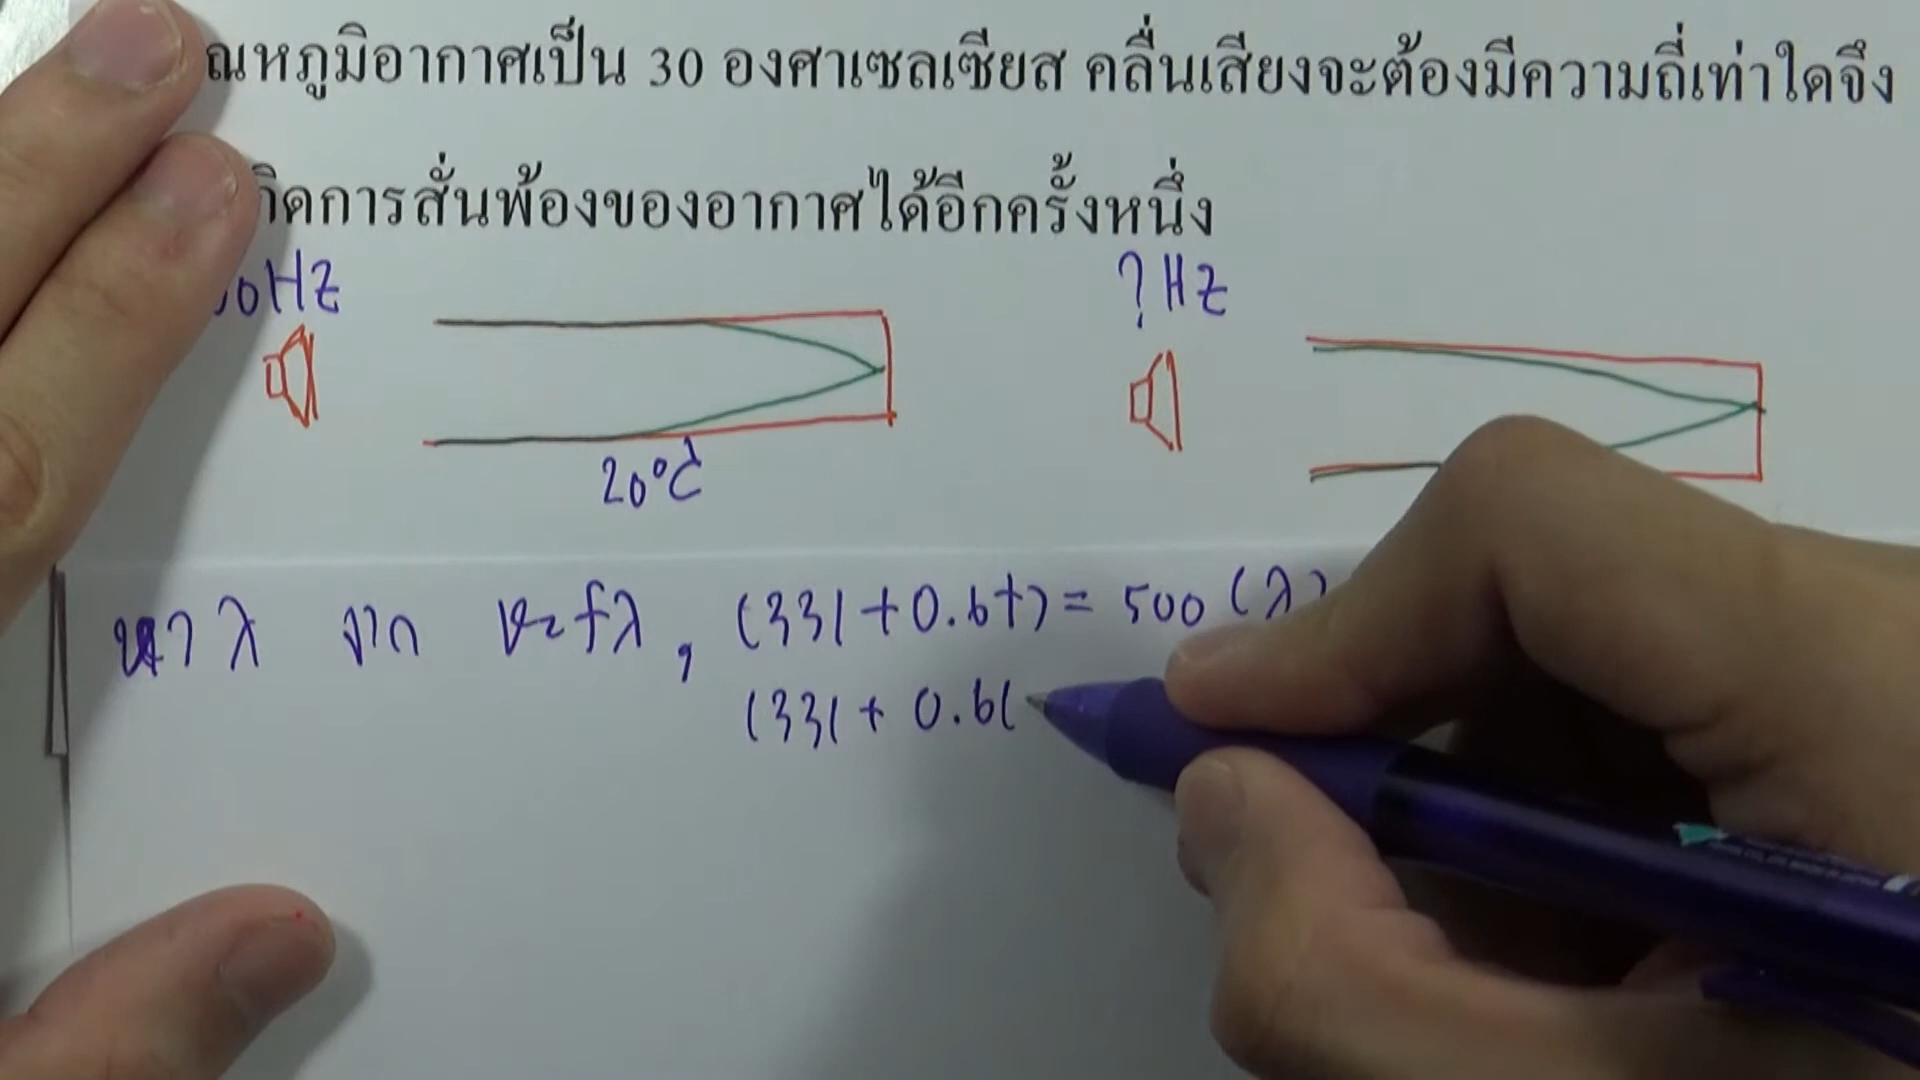 ณหภูมิอากาศเป็น 30 องศาเซลเซียส คลื่นเสียงจะต้องมีความถี่เท่าใดจึง
กิดการสั่นพ้องของอากาศได้อีกครั้งหนึ่ง
0Hz
? Hz
20°C
หา λ จาก v=fλ, (331+0.6t) = 500(λ)
(331+0.6(